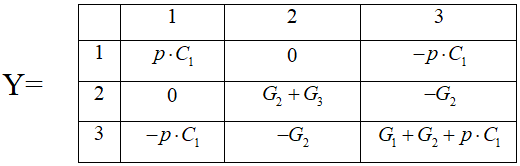 1 2 3
1 p·C₁ 0 −p·C₁
Y= 2 0 G₂+G₃ −G₂
3 −p·C₁ −G₂ G₁+G₂+p·C₁